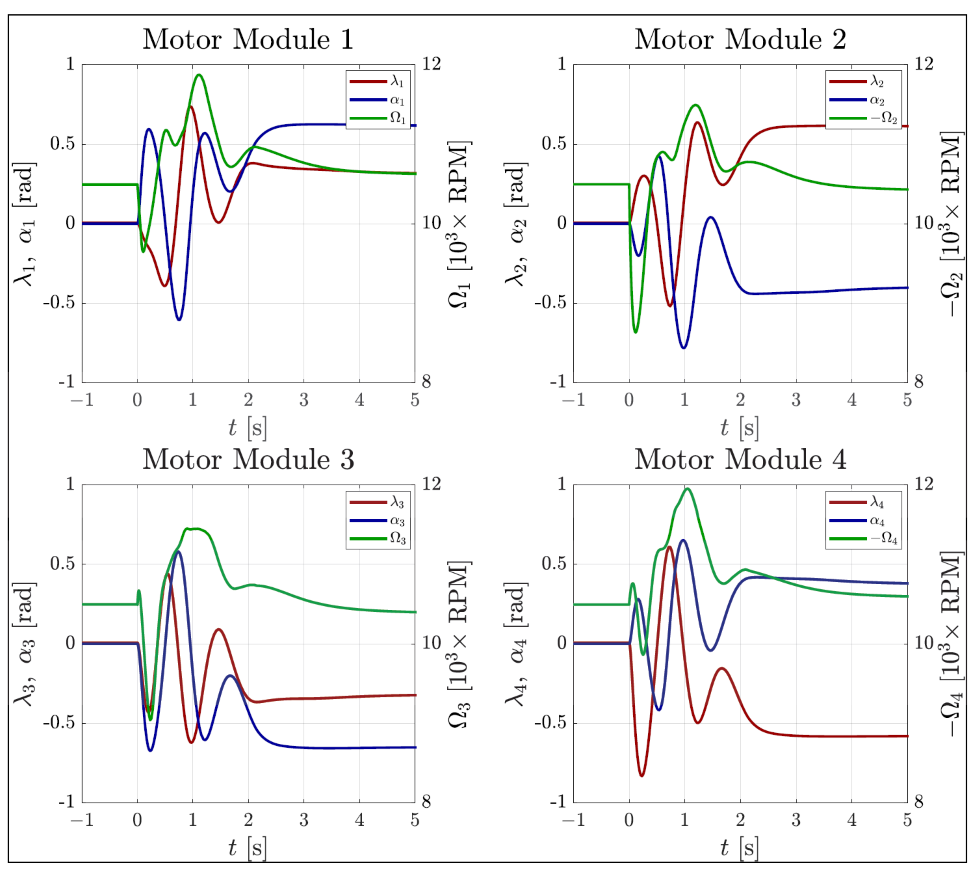 Motor Module 1
λ₁, α₁ [rad]
1
0.5
0
-0.5
-1
λ₁
α₁
Ω₁
12
10
8
Ω₁ [10³× RPM]
−1 0 1 2 3 4 5
t [s]
Motor Module 2
λ₂, α₂ [rad]
1
0.5
0
-0.5
-1
λ₂
α₂
−Ω₂
12
10
8
−Ω₂ [10³× RPM]
−1 0 1 2 3 4 5
t [s]
Motor Module 3
λ₃, α₃ [rad]
1
0.5
0
-0.5
-1
λ₃
α₃
Ω₃
12
10
8
Ω₃ [10³× RPM]
−1 0 1 2 3 4 5
t [s]
Motor Module 4
λ₄, α₄ [rad]
1
0.5
0
-0.5
-1
λ₄
α₄
−Ω₄
12
10
8
−Ω₄ [10³× RPM]
−1 0 1 2 3 4 5
t [s]